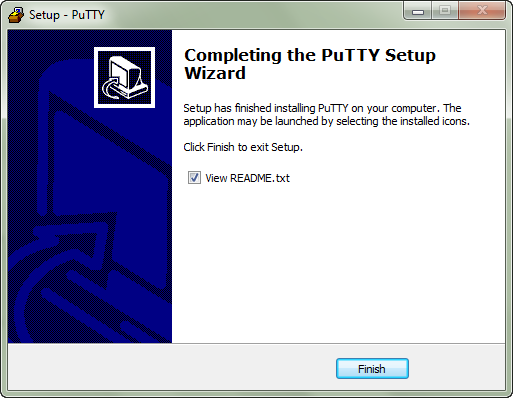 Setup - PuTTY
Completing the PuTTY Setup
Wizard
Setup has finished installing PuTTY on your computer. The
application may be launched by selecting the installed icons.
Click Finish to exit Setup.
View README.txt
Finish